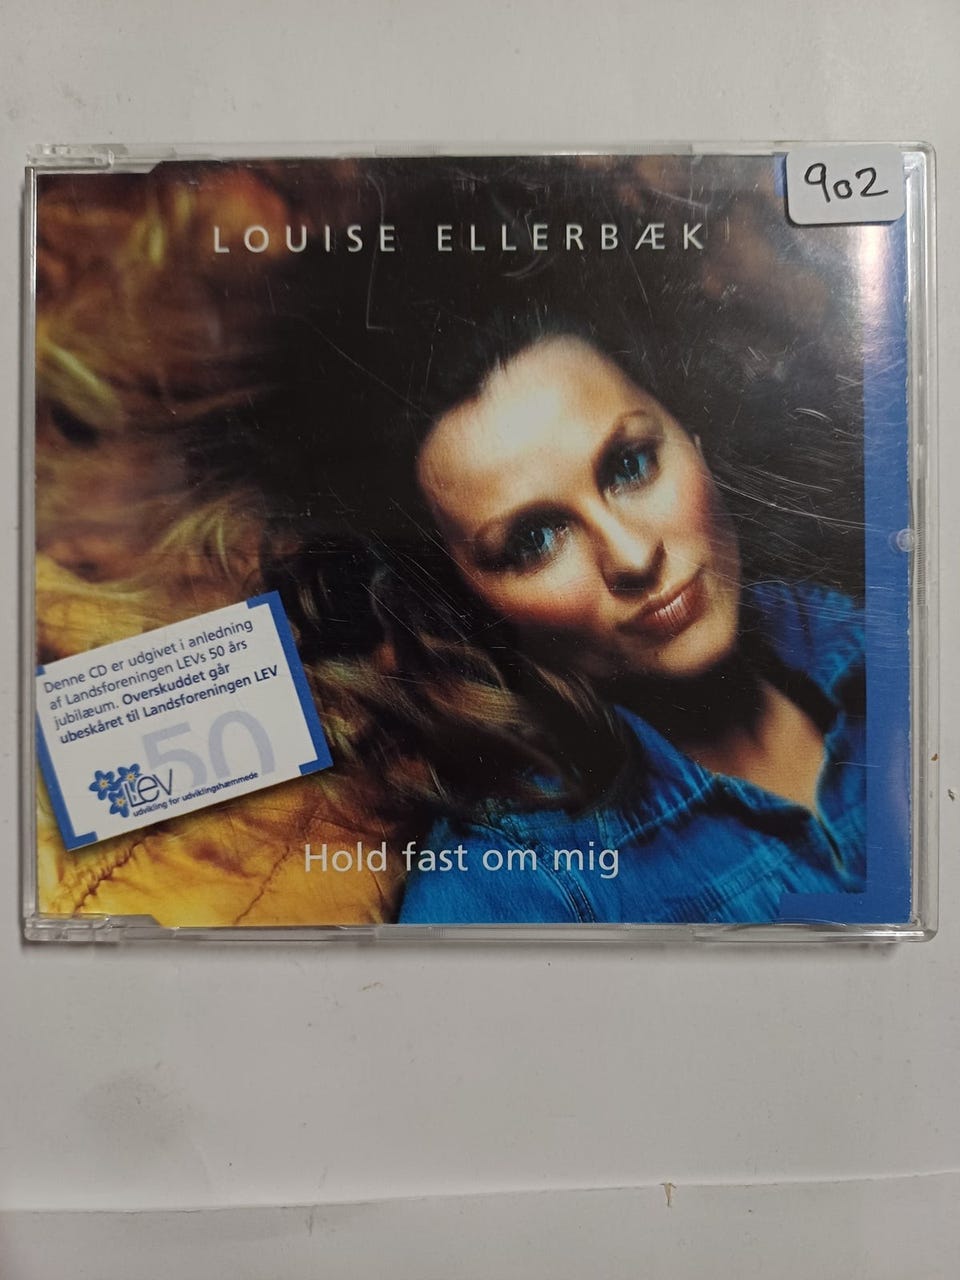 902
LOUISE ELLERBÆK
Denne CD er udgivet i anledning
af Landsforeningen LEVs 50 års
jubilæum. Overskuddet går
ubeskåret til Landsforeningen LEV
50
Lev
udvikling for udviklingshæmmede
Hold fast om mig